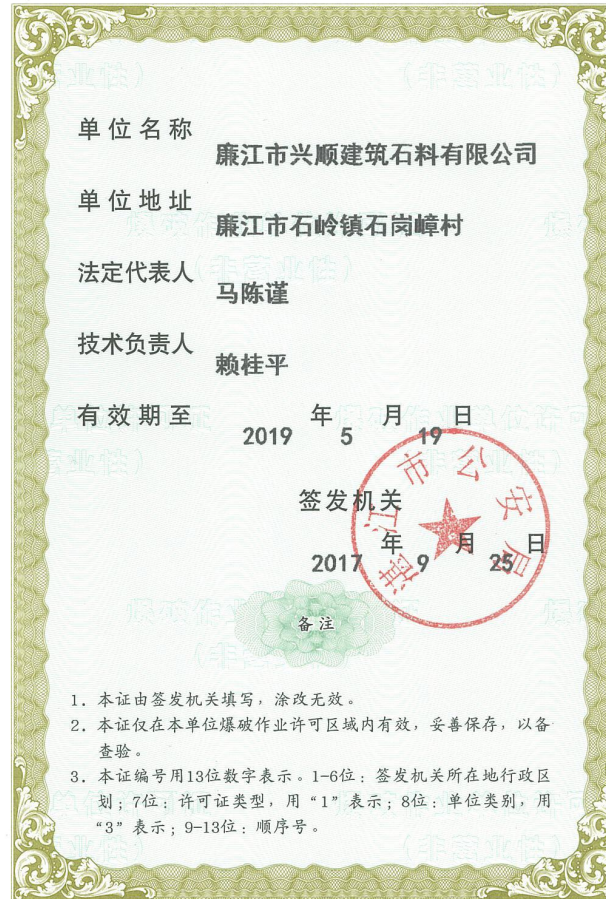 单位名称
廉江市兴顺建筑石料有限公司
单位地址
廉江市石岭镇石岗嶂村
法定代表人
马陈谨
技术负责人
赖桂平
有效期至
2019 年 5 月 19 日
签发机关
湛江市公安局
2017 年 9 月 25 日
备注
1. 本证由签发机关填写，涂改无效。
2. 本证仅在本单位爆破作业许可区域内有效，妥善保存，以备
查验。
3. 本证编号用13位数字表示。1-6位：签发机关所在地行政区
划；7位：许可证类型，用“1”表示；8位：单位类别，用
“3”表示；9-13位：顺序号。